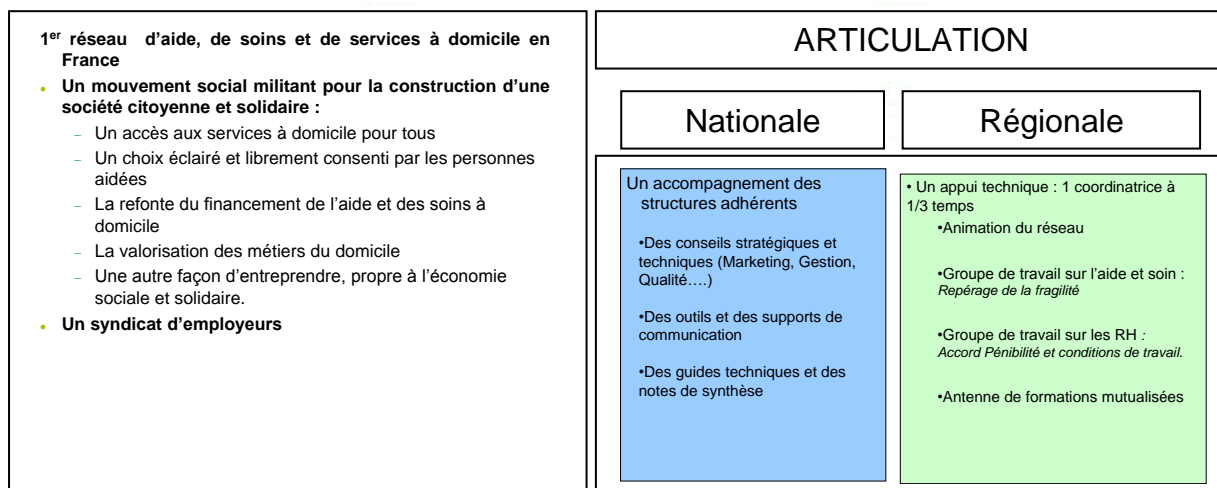 1er réseau d'aide, de soins et de services à domicile en
France
• Un mouvement social militant pour la construction d'une
société citoyenne et solidaire :
– Un accès aux services à domicile pour tous
– Un choix éclairé et librement consenti par les personnes
aidées
– La refonte du financement de l'aide et des soins à
domicile
– La valorisation des métiers du domicile
– Une autre façon d'entreprendre, propre à l'économie
sociale et solidaire.
• Un syndicat d'employeurs
ARTICULATION
Nationale
Un accompagnement des
structures adhérents
•Des conseils stratégiques et
techniques (Marketing, Gestion,
Qualité….)
•Des outils et des supports de
communication
•Des guides techniques et des
notes de synthèse
Régionale
• Un appui technique : 1 coordinatrice à
1/3 temps
•Animation du réseau
•Groupe de travail sur l'aide et soin :
Repérage de la fragilité
•Groupe de travail sur les RH :
Accord Pénibilité et conditions de travail.
•Antenne de formations mutualisées